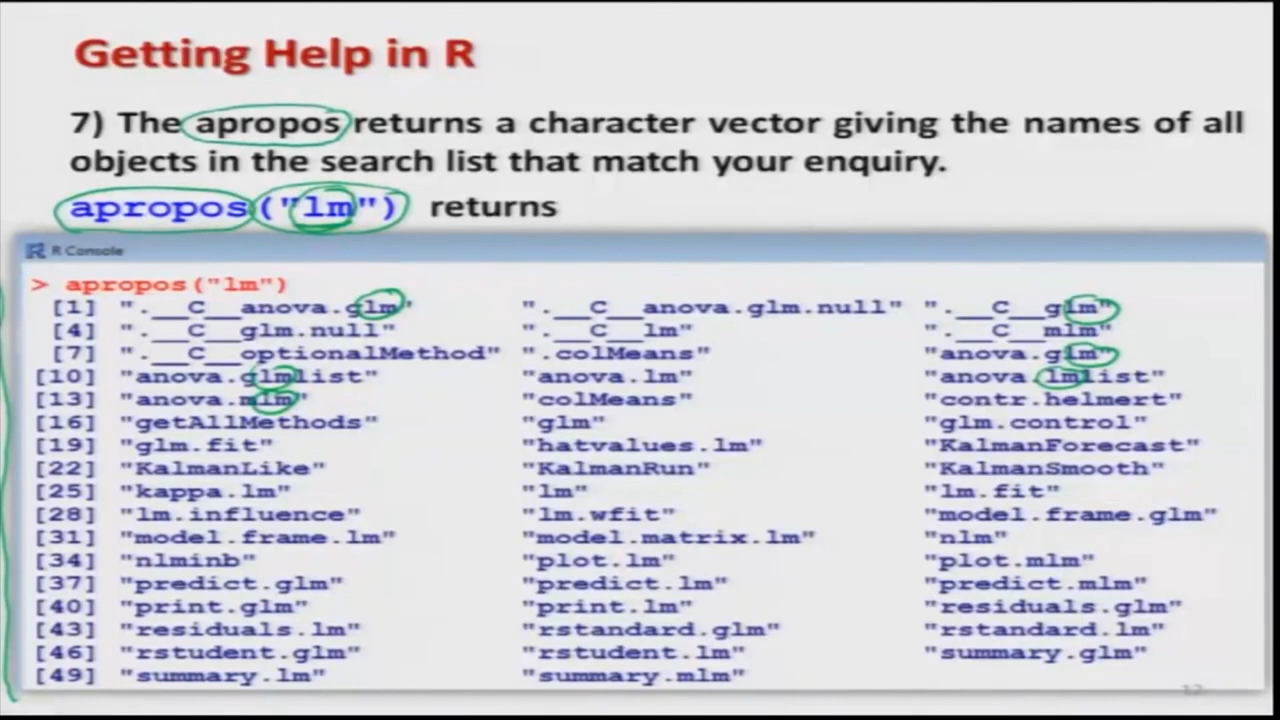 Getting Help in R
7) The apropos returns a character vector giving the names of all
objects in the search list that match your enquiry.
apropos("lm") returns
R Console
> apropos("lm")
[1] ".__C__anova.glm" ".__C__anova.glm.null" ".__C__glm"
[4] ".__C__glm.null" ".__C__lm" ".__C__mlm"
[7] ".__C__optionalMethod" ".colMeans" "anova.glm"
[10] "anova.glmlist" "anova.lm" "anova.lmlist"
[13] "anova.mlm" "colMeans" "contr.helmert"
[16] "getAllMethods" "glm" "glm.control"
[19] "glm.fit" "hatvalues.lm" "KalmanForecast"
[22] "KalmanLike" "KalmanRun" "KalmanSmooth"
[25] "kappa.lm" "lm" "lm.fit"
[28] "lm.influence" "lm.wfit" "model.frame.glm"
[31] "model.frame.lm" "model.matrix.lm" "nlm"
[34] "nlminb" "plot.lm" "plot.mlm"
[37] "predict.glm" "predict.lm" "predict.mlm"
[40] "print.glm" "print.lm" "residuals.glm"
[43] "residuals.lm" "rstandard.glm" "rstandard.lm"
[46] "rstudent.glm" "rstudent.lm" "summary.glm"
[49] "summary.lm" "summary.mlm"
12